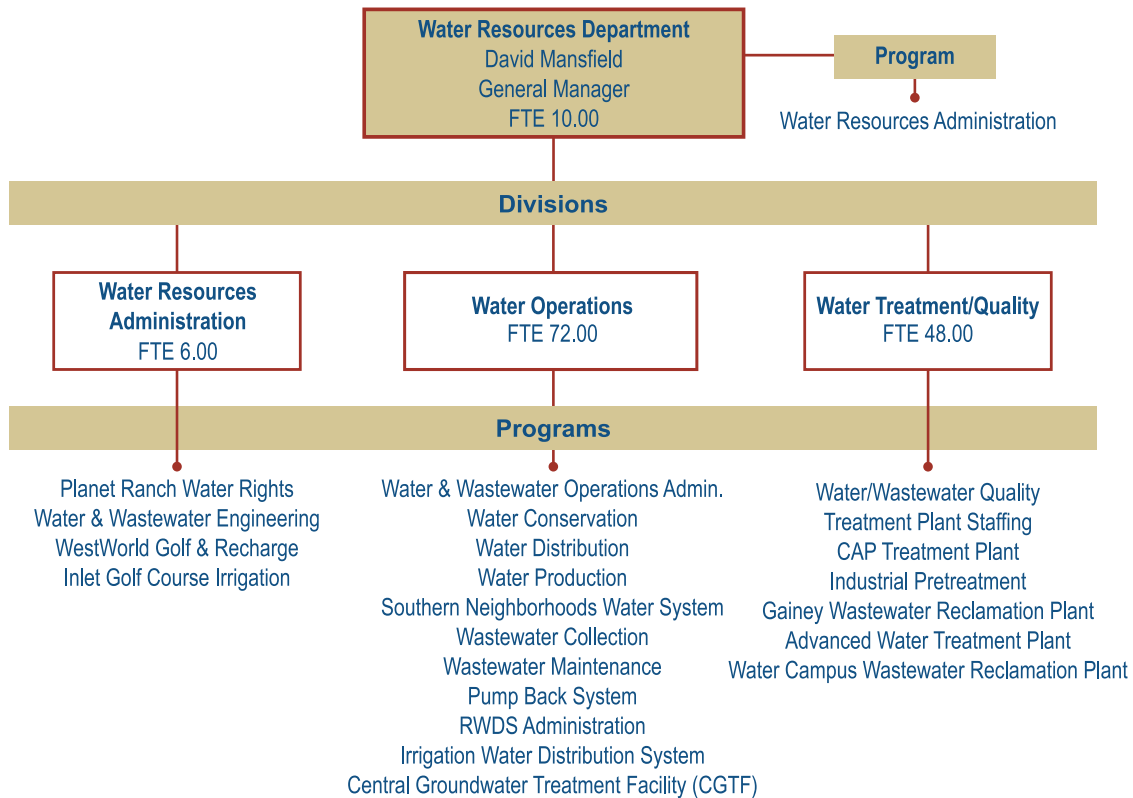 Water Resources Department
David Mansfield
General Manager
FTE 10.00
Program
Water Resources Administration
Divisions
Water Resources
Administration
FTE 6.00
Water Operations
FTE 72.00
Water Treatment/Quality
FTE 48.00
Programs
Planet Ranch Water Rights
Water & Wastewater Engineering
WestWorld Golf & Recharge
Inlet Golf Course Irrigation
Water & Wastewater Operations Admin.
Water Conservation
Water Distribution
Water Production
Southern Neighborhoods Water System
Wastewater Collection
Wastewater Maintenance
Pump Back System
RWDS Administration
Irrigation Water Distribution System
Central Groundwater Treatment Facility (CGTF)
Water/Wastewater Quality
Treatment Plant Staffing
CAP Treatment Plant
Industrial Pretreatment
Gainey Wastewater Reclamation Plant
Advanced Water Treatment Plant
Water Campus Wastewater Reclamation Plant